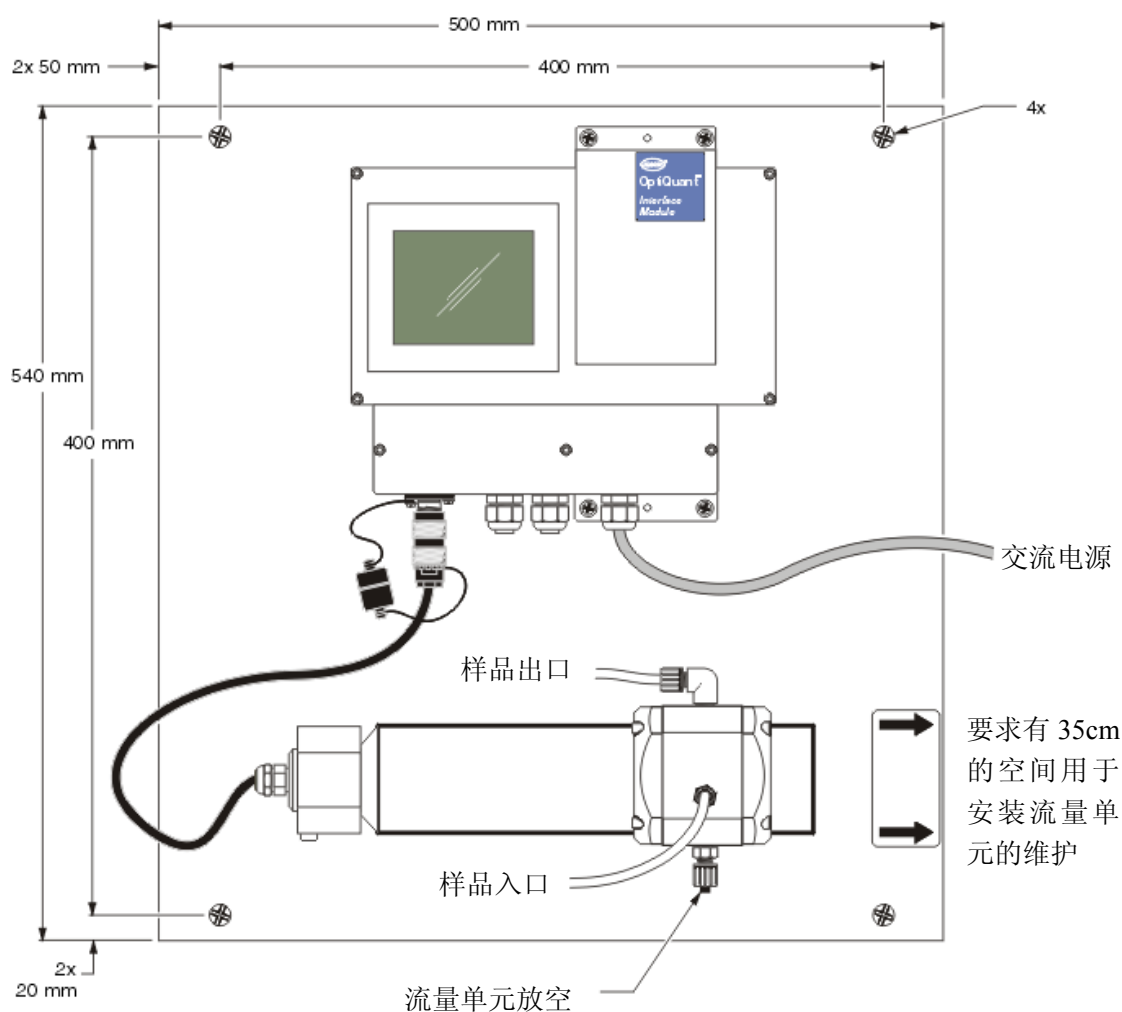 500 mm
2x 50 mm
400 mm
4x
OptiQuant
Interface
Module
540 mm
400 mm
交流电源
样品出口
要求有 35cm
的空间用于
安装流量单
元的维护
样品入口
2x
20 mm
流量单元放空